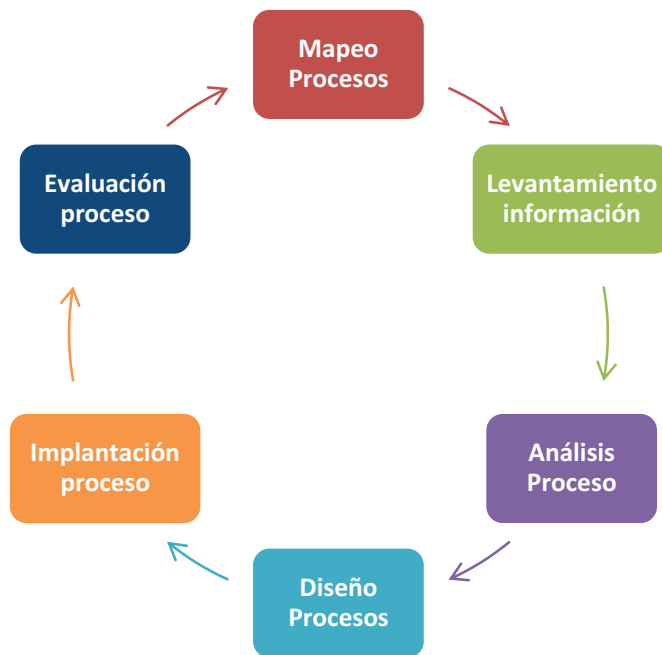 Mapeo
Procesos
Levantamiento
información
Análisis
Proceso
Diseño
Procesos
Implantación
proceso
Evaluación
proceso